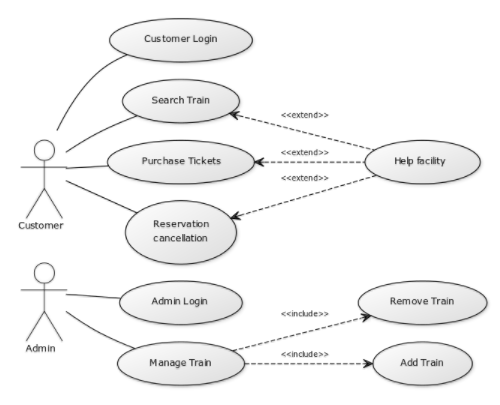 Customer Login
Search Train
<<extend>>
Purchase Tickets
<<extend>>
Help facility
<<extend>>
Customer
Reservation
cancellation
Admin Login
Remove Train
<<include>>
Admin
Manage Train
<<include>>
Add Train